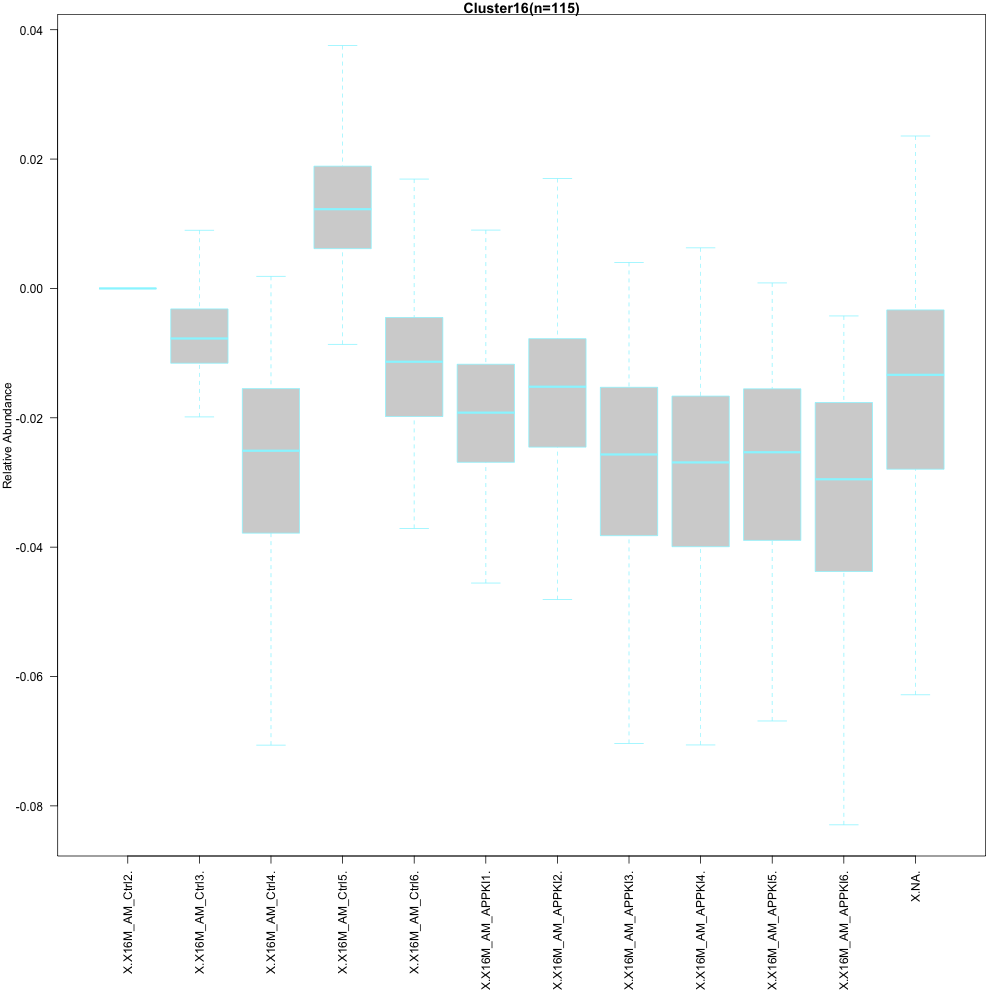 Cluster16(n=115)
Relative Abundance
0.04
0.02
0.00
-0.02
-0.04
-0.06
-0.08
X.X16M_AM_Ctrl2.
X.X16M_AM_Ctrl3.
X.X16M_AM_Ctrl4.
X.X16M_AM_Ctrl5.
X.X16M_AM_Ctrl6.
X.X16M_AM_APPKI1.
X.X16M_AM_APPKI2.
X.X16M_AM_APPKI3.
X.X16M_AM_APPKI4.
X.X16M_AM_APPKI5.
X.X16M_AM_APPKI6.
X.NA.